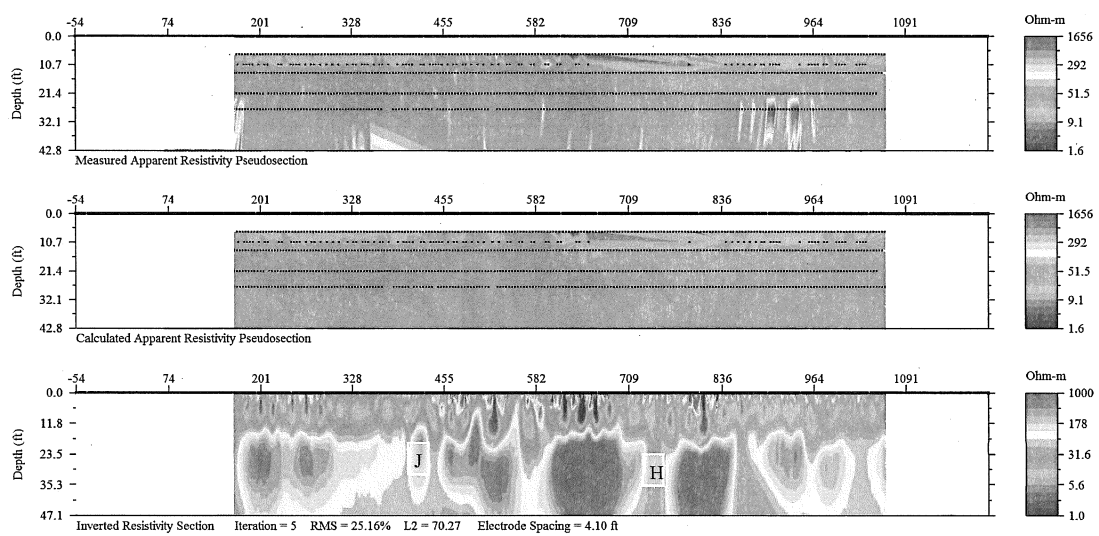 -54 74 201 328 455 582 709 836 964 1091
Ohm-m
0.0
10.7
21.4
32.1
42.8
Depth (ft)
1656
292
51.5
9.1
1.6
Measured Apparent Resistivity Pseudosection
-54 74 201 328 455 582 709 836 964 1091
Ohm-m
0.0
10.7
21.4
32.1
42.8
Depth (ft)
1656
292
51.5
9.1
1.6
Calculated Apparent Resistivity Pseudosection
-54 74 201 328 455 582 709 836 964 1091
Ohm-m
0.0
11.8
23.5
35.3
47.1
Depth (ft)
J
H
1000
178
31.6
5.6
1.0
Inverted Resistivity Section Iteration = 5 RMS = 25.16% L2 = 70.27 Electrode Spacing = 4.10 ft